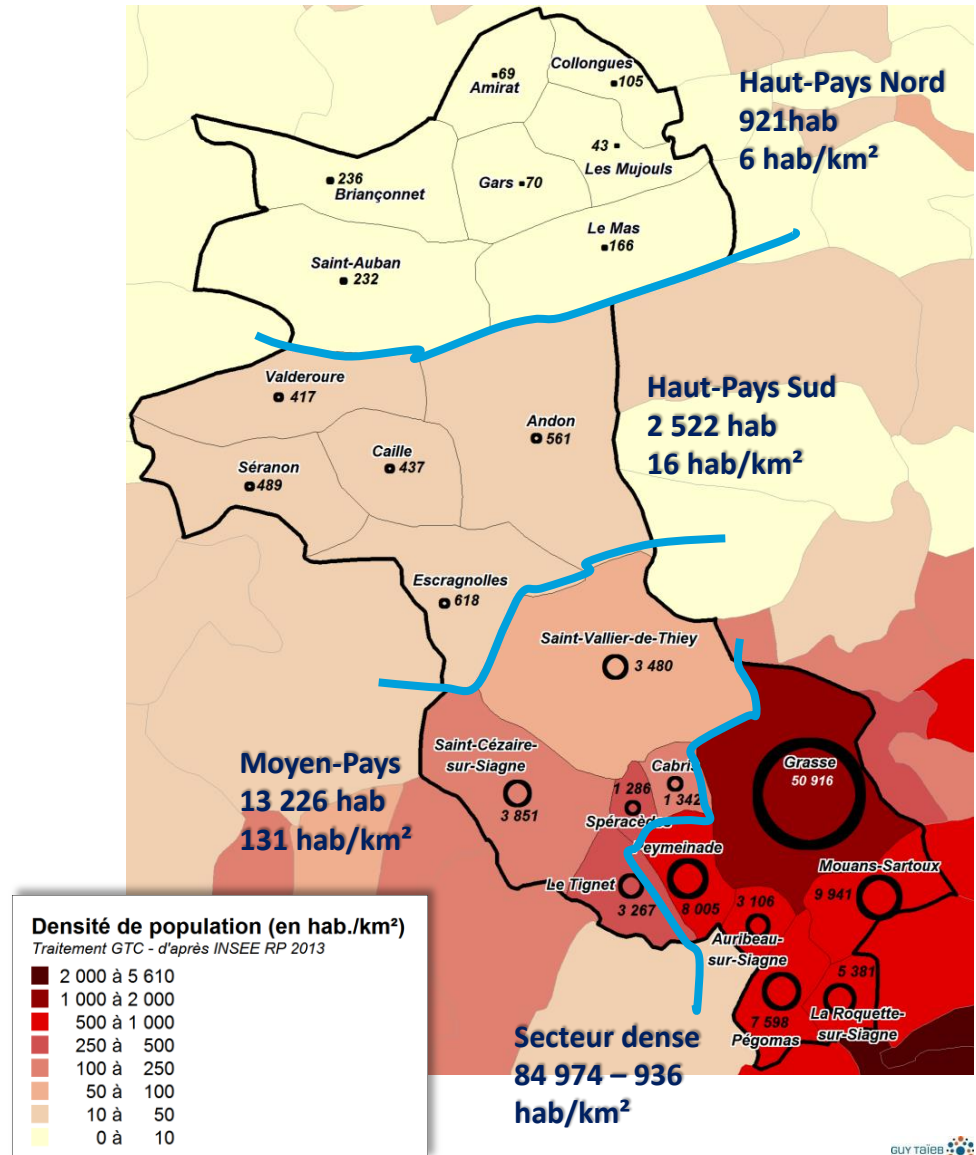 Collongues
105
69
Amirat
Haut-Pays Nord
921hab
6 hab/km²
43
Les Mujouls
236
Briançonnet
Gars
70
Le Mas
166
Saint-Auban
232
Valderoure
417
Haut-Pays Sud
2 522 hab
16 hab/km²
Andon
561
Caille
437
Séranon
489
Escragnolles
618
Saint-Vallier-de-Thiey
3 480
Moyen-Pays
13 226 hab
131 hab/km²
Saint-Cézaire-
sur-Siagne
3 851
Cabris
1 342
1 286
Spéracèdes
Grasse
50 916
Peymeinade
8 005
Le Tignet
3 267
Mouans-Sartoux
9 941
3 106
Auribeau-
sur-Siagne
5 381
La Roquette-
sur-Siagne
7 598
Pégomas
Secteur dense
84 974 – 936
hab/km²
Densité de population (en hab./km²)
Traitement GTC - d'après INSEE RP 2013
2 000 à 5 610
1 000 à 2 000
500 à 1 000
250 à 500
100 à 250
50 à 100
10 à 50
0 à 10
GUY TaïeB